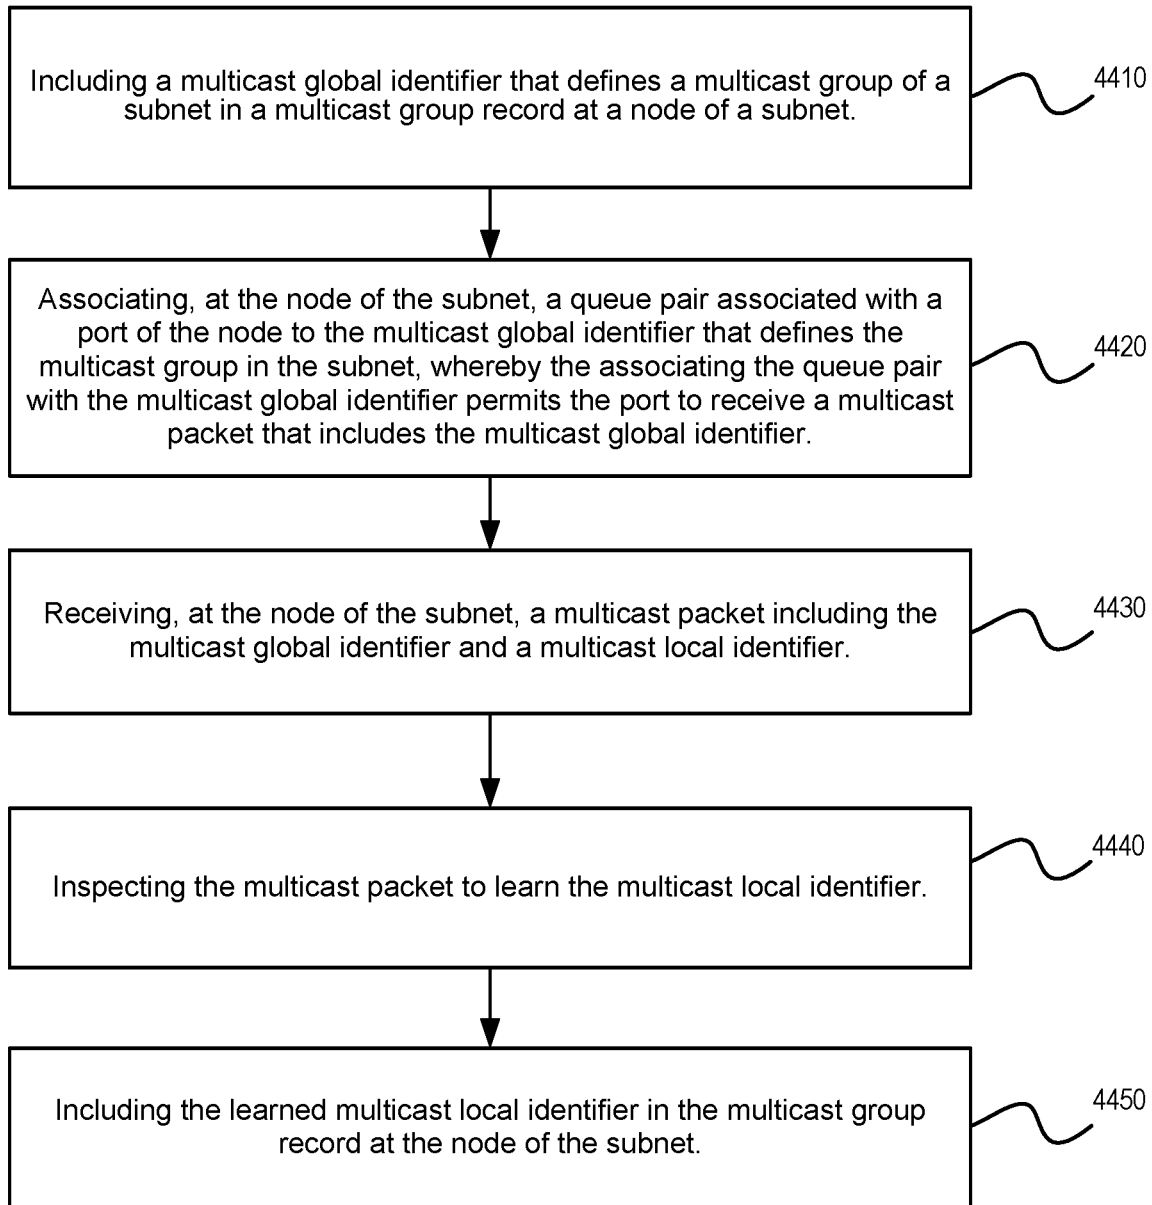 Including a multicast global identifier that defines a multicast group of a
subnet in a multicast group record at a node of a subnet.
4410
Associating, at the node of the subnet, a queue pair associated with a
port of the node to the multicast global identifier that defines the
multicast group in the subnet, whereby the associating the queue pair
with the multicast global identifier permits the port to receive a multicast
packet that includes the multicast global identifier.
4420
Receiving, at the node of the subnet, a multicast packet including the
multicast global identifier and a multicast local identifier.
4430
Inspecting the multicast packet to learn the multicast local identifier.
4440
Including the learned multicast local identifier in the multicast group
record at the node of the subnet.
4450